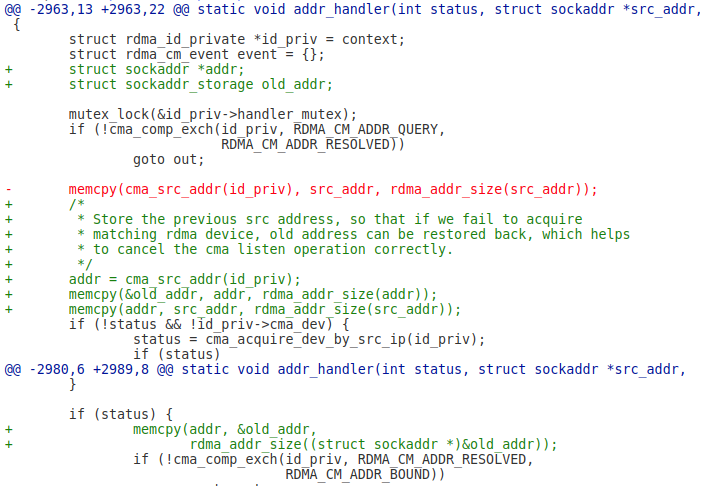 @@ -2963,13 +2963,22 @@ static void addr_handler(int status, struct sockaddr *src_addr,
 {
        struct rdma_id_private *id_priv = context;
        struct rdma_cm_event event = {};
+       struct sockaddr *addr;
+       struct sockaddr_storage old_addr;
        mutex_lock(&id_priv->handler_mutex);
        if (!cma_comp_exch(id_priv, RDMA_CM_ADDR_QUERY,
                           RDMA_CM_ADDR_RESOLVED))
                goto out;
-       memcpy(cma_src_addr(id_priv), src_addr, rdma_addr_size(src_addr));
+       /*
+        * Store the previous src address, so that if we fail to acquire
+        * matching rdma device, old address can be restored back, which helps
+        * to cancel the cma listen operation correctly.
+        */
+       addr = cma_src_addr(id_priv);
+       memcpy(&old_addr, addr, rdma_addr_size(addr));
+       memcpy(addr, src_addr, rdma_addr_size(src_addr));
        if (!status && !id_priv->cma_dev) {
                status = cma_acquire_dev_by_src_ip(id_priv);
                if (status)
@@ -2980,6 +2989,8 @@ static void addr_handler(int status, struct sockaddr *src_addr,
        }
        if (status) {
+               memcpy(addr, &old_addr,
+                      rdma_addr_size((struct sockaddr *)&old_addr));
                if (!cma_comp_exch(id_priv, RDMA_CM_ADDR_RESOLVED,
                                   RDMA_CM_ADDR_BOUND))